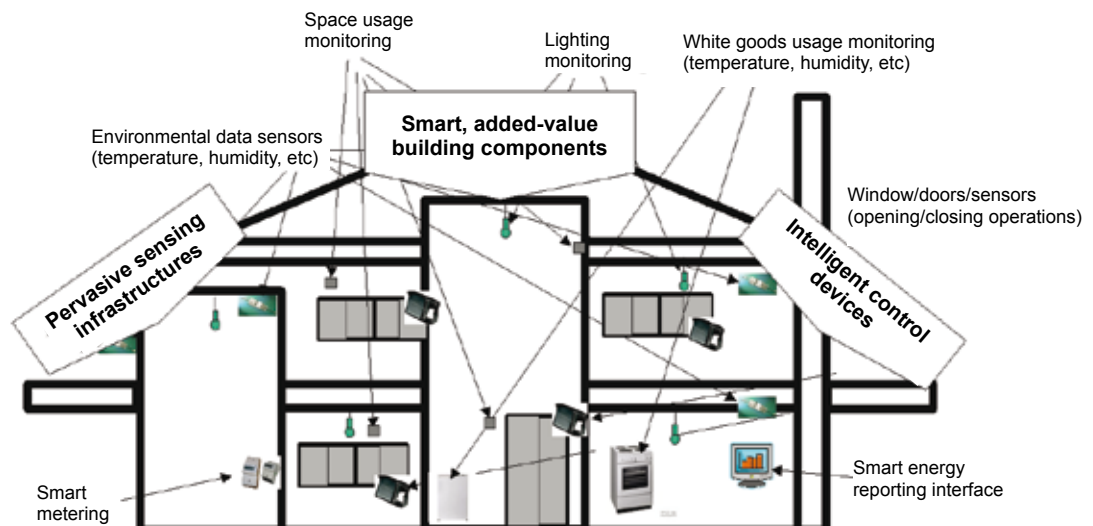 Space usage
monitoring
Lighting
monitoring
White goods usage monitoring
(temperature, humidity, etc)
Smart, added-value
building components
Environmental data sensors
(temperature, humidity, etc)
Window/doors/sensors
(opening/closing operations)
Pervasive sensing
infrastructures
Intelligent control
devices
Smart
metering
Smart energy
reporting interface